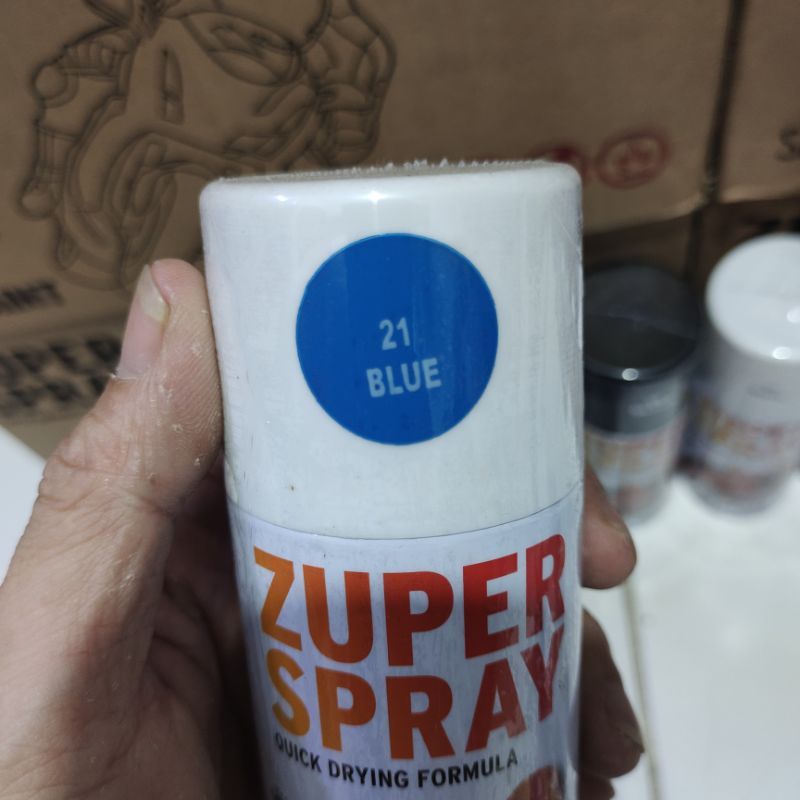 21
BLUE
ZUPER
SPRAY
QUICK DRYING FORMULA